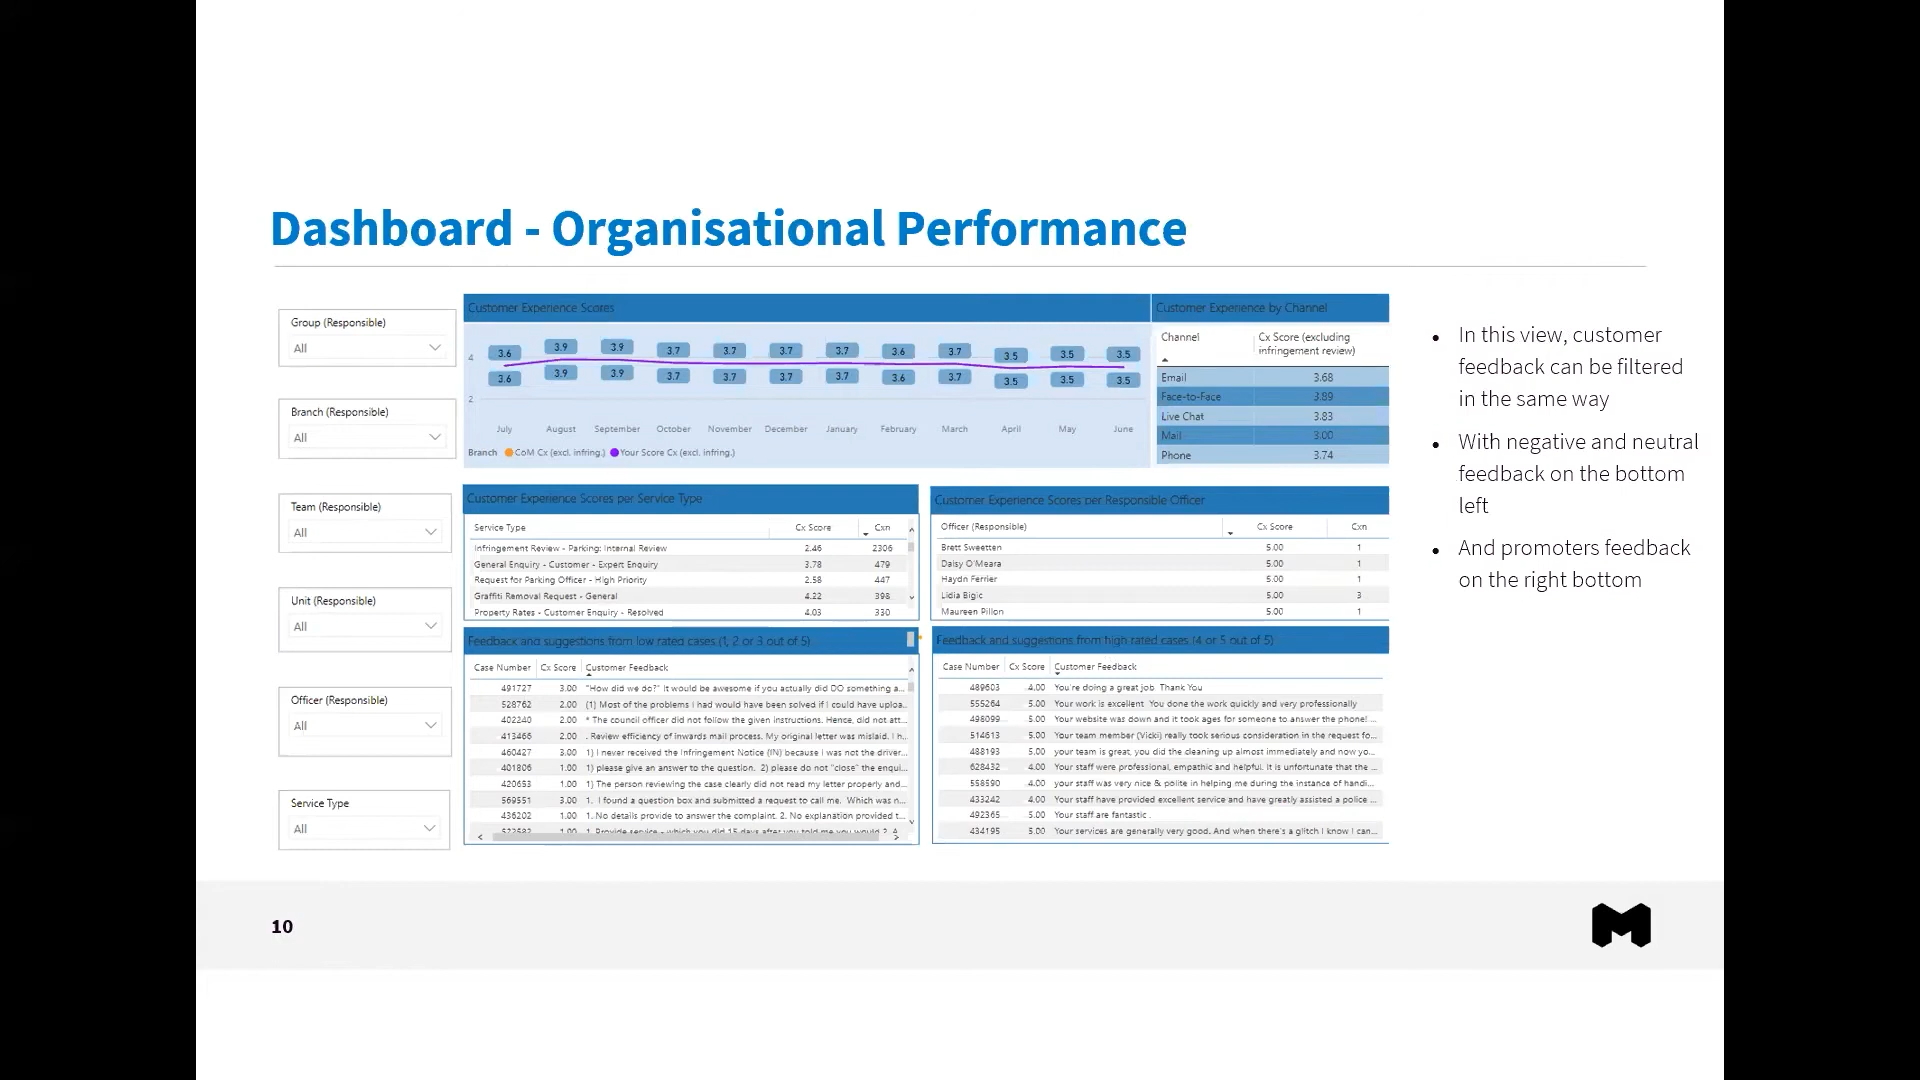 Dashboard - Organisational Performance
Group (Responsible)
All
Branch (Responsible)
All
Team (Responsible)
All
Unit (Responsible)
All
Officer (Responsible)
All
Service Type
All
Customer Experience Scores
4
3.6 3.9 3.9 3.7 3.7 3.7 3.7 3.6 3.7 3.5 3.5 3.5
3.6 3.9 3.9 3.7 3.7 3.7 3.7 3.6 3.7 3.5 3.5 3.5
2
July August September October November December January February March April May June
Branch CoM Cx (excl. infring.) Your Score Cx (excl. infring.)
Customer Experience by Channel
Channel Cx Score (excluding
infringement review)
Email 3.68
Face-to-Face 3.89
Live Chat 3.83
Mail 3.00
Phone 3.74
Customer Experience Scores per Service Type
Service Type Cx Score Cxn
Infringement Review - Parking: Internal Review 2.46 2306
General Enquiry - Customer - Expert Enquiry 3.78 479
Request for Parking Officer - High Priority 2.58 447
Graffiti Removal Request - General 4.22 398
Property Rates - Customer Enquiry - Resolved 4.03 330
Customer Experience Scores per Responsible Officer
Officer (Responsible) Cx Score Cxn
Brett Sweetten 5.00 1
Daisy O'Meara 5.00 1
Haydn Ferrier 5.00 1
Lidia Bigic 5.00 3
Maureen Pillon 5.00 1
Feedback and suggestions from low rated cases (1, 2 or 3 out of 5)
Case Number Cx Score Customer Feedback
491727 3.00 "How did we do?" It would be awesome if you actually did DO something a...
528762 2.00 (1) Most of the problems I had would have been solved if I could have uploa...
402240 2.00 * The council officer did not follow the given instructions. Hence, did not att...
413466 2.00 . Review efficiency of inwards mail process. My original letter was mislaid. I h...
460427 3.00 1) I never received the Infringement Notice (IN) because I was not the driver...
401806 1.00 1) please give an answer to the question. 2) please do not "close" the enqui...
420653 1.00 1) The person reviewing the case clearly did not read my letter properly and...
569551 3.00 1. I found a question box and submitted a request to call me. Which was n...
436202 1.00 1. No details provide to answer the complaint. 2. No explanation provided t...
1.00 1. Provide service - which you did 15 days after you told me you would 2. A
Feedback and suggestions from high rated cases (4 or 5 out of 5)
Case Number Cx Score Customer Feedback
489603 4.00 You're doing a great job Thank You
555264 5.00 Your work is excellent You done the work quickly and very professionally
498099 5.00 Your website was down and it took ages for someone to answer the phone! ...
514613 5.00 Your team member (Vicki) really took serious consideration in the request fo...
488193 5.00 your team is great, you did the cleaning up almost immediately and now yo...
628432 4.00 Your staff were professional, empathic and helpful. It is unfortunate that the ...
558590 4.00 your staff was very nice & polite in helping me during the instance of handi...
433242 4.00 Your staff have provided excellent service and have greatly assisted a police ...
492365 5.00 Your staff are fantastic .
434195 5.00 Your services are generally very good. And when there's a glitch I know I can...
• In this view, customer
feedback can be filtered
in the same way
• With negative and neutral
feedback on the bottom
left
• And promoters feedback
on the right bottom
10